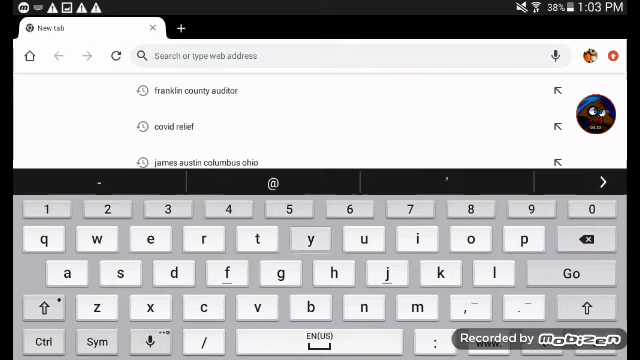 38% 1:03 PM
New tab
Search or type web address
franklin county auditor
covid relief
james austin columbus ohio
- @ '
1 2 3 4 5 6 7 8 9 0
q w e r t y u i o p
a s d f g h j k l Go
z x c v b n m , .
Ctrl Sym / EN(US) : www.
Recorded by MOBIZEN